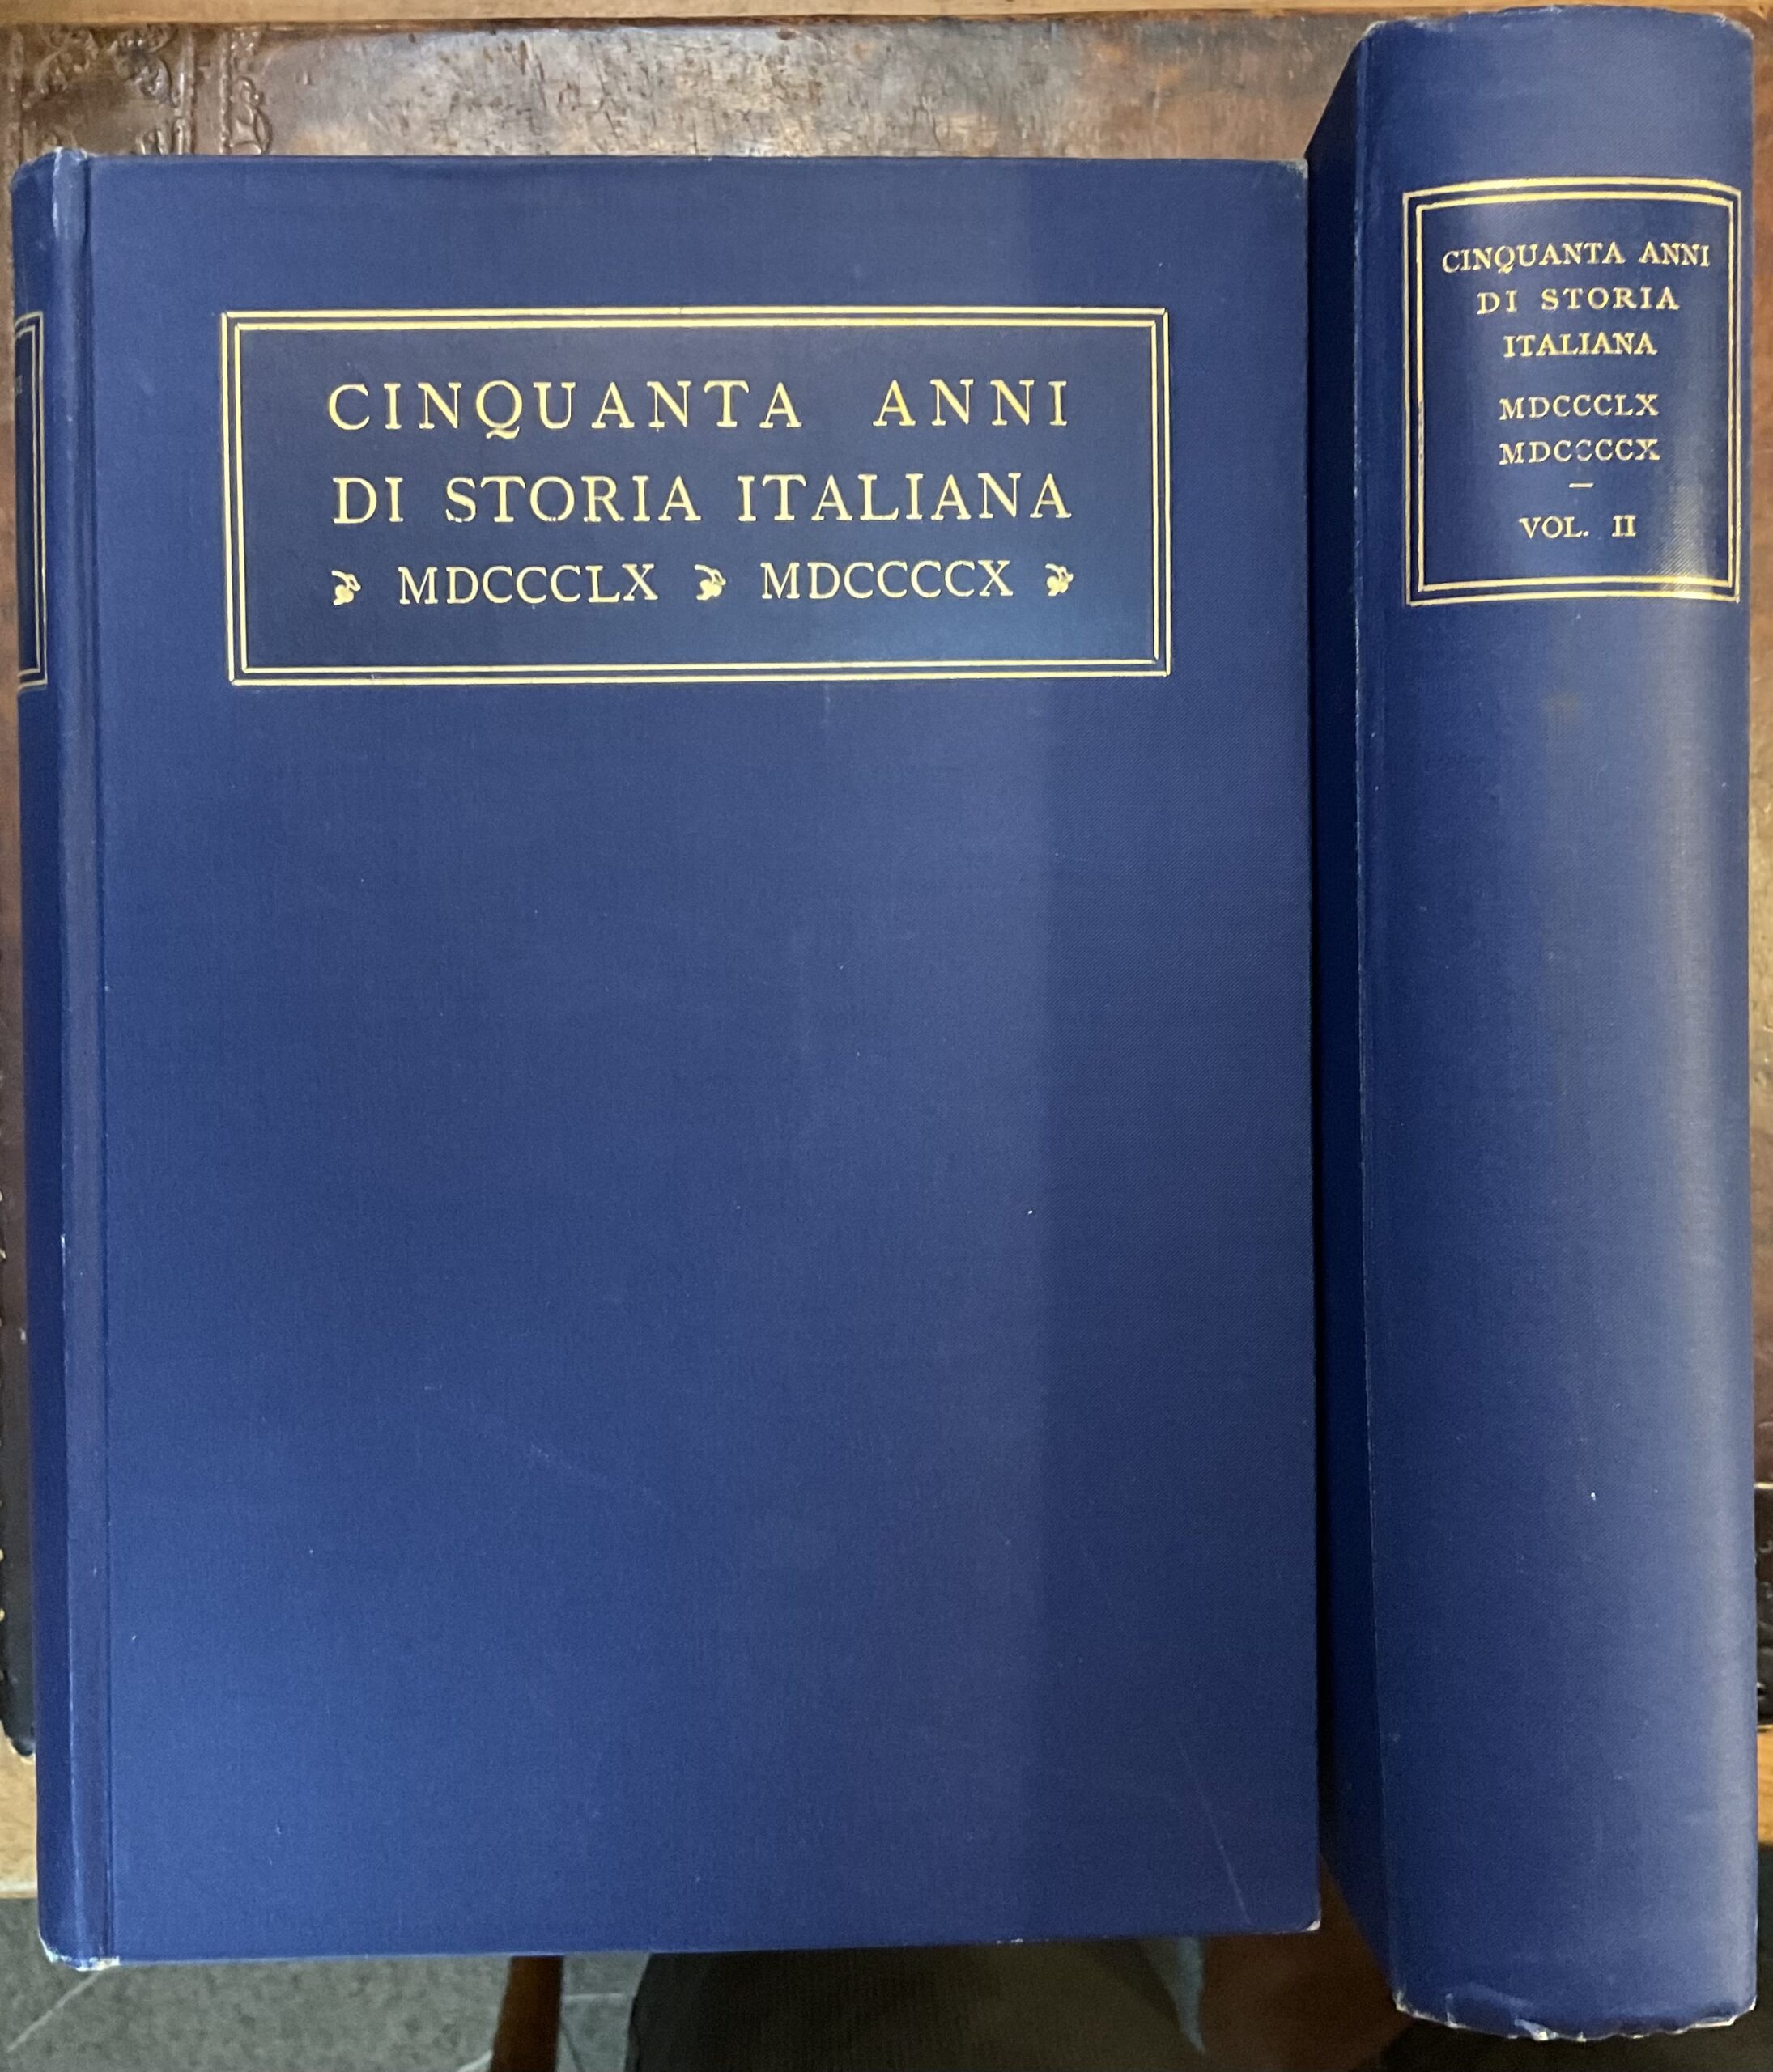 CINQUANTA ANNI
DI STORIA ITALIANA
MDCCCLX MDCCCCX
CINQUANTA ANNI
DI STORIA
ITALIANA
MDCCCLX
MDCCCCX
—
VOL. II